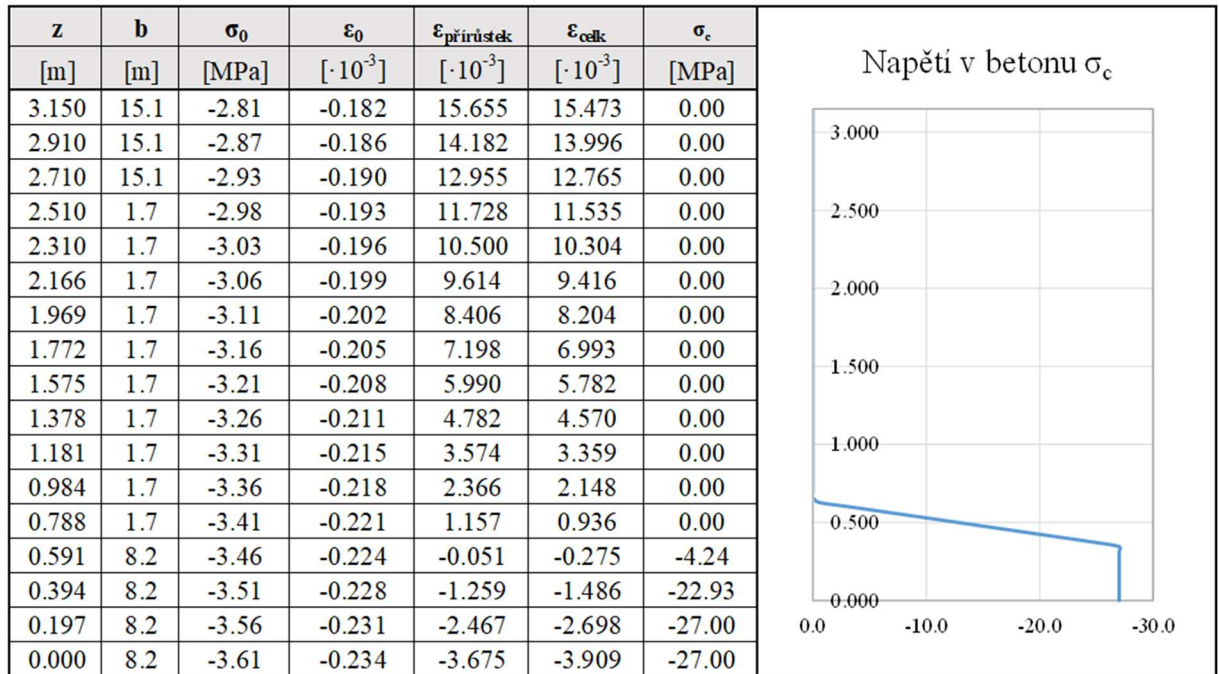 z b σ₀ ε₀ εpřírůstek εcelk σc
[m] [m] [MPa] [·10⁻³] [·10⁻³] [·10⁻³] [MPa]
3.150 15.1 -2.81 -0.182 15.655 15.473 0.00
2.910 15.1 -2.87 -0.186 14.182 13.996 0.00
2.710 15.1 -2.93 -0.190 12.955 12.765 0.00
2.510 1.7 -2.98 -0.193 11.728 11.535 0.00
2.310 1.7 -3.03 -0.196 10.500 10.304 0.00
2.166 1.7 -3.06 -0.199 9.614 9.416 0.00
1.969 1.7 -3.11 -0.202 8.406 8.204 0.00
1.772 1.7 -3.16 -0.205 7.198 6.993 0.00
1.575 1.7 -3.21 -0.208 5.990 5.782 0.00
1.378 1.7 -3.26 -0.211 4.782 4.570 0.00
1.181 1.7 -3.31 -0.215 3.574 3.359 0.00
0.984 1.7 -3.36 -0.218 2.366 2.148 0.00
0.788 1.7 -3.41 -0.221 1.157 0.936 0.00
0.591 8.2 -3.46 -0.224 -0.051 -0.275 -4.24
0.394 8.2 -3.51 -0.228 -1.259 -1.486 -22.93
0.197 8.2 -3.56 -0.231 -2.467 -2.698 -27.00
0.000 8.2 -3.61 -0.234 -3.675 -3.909 -27.00
Napětí v betonu σc
3.000
2.500
2.000
1.500
1.000
0.500
0.000
0.0 -10.0 -20.0 -30.0